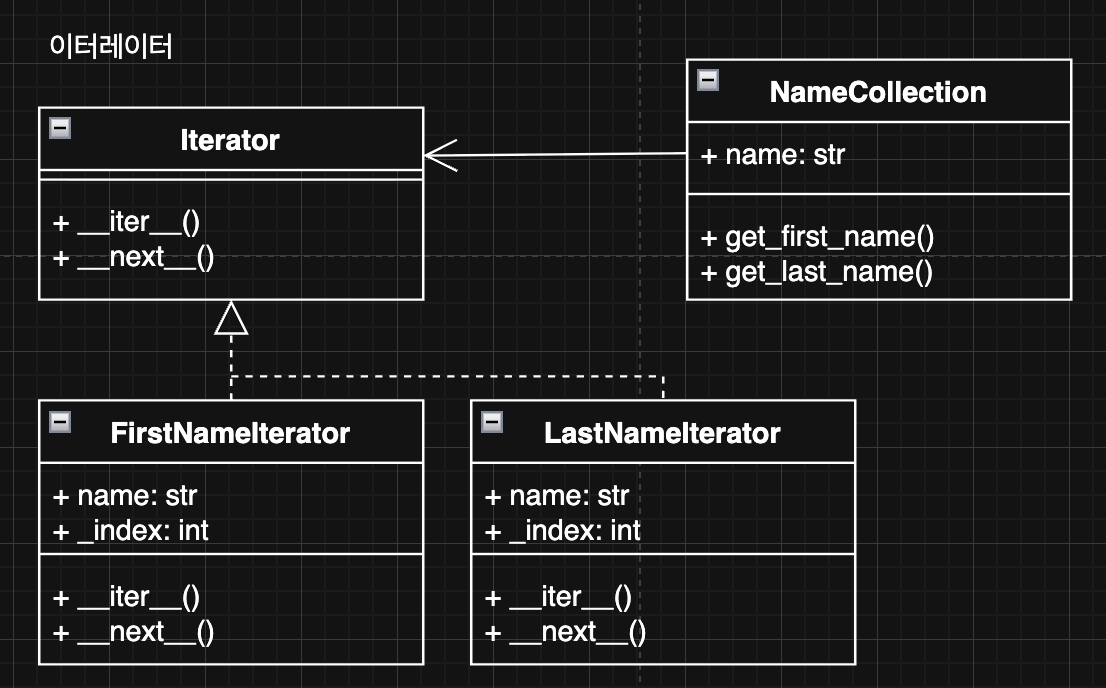 이터레이터
Iterator
+ __iter__()
+ __next__()
NameCollection
+ name: str
+ get_first_name()
+ get_last_name()
FirstNameIterator
+ name: str
+ _index: int
+ __iter__()
+ __next__()
LastNameIterator
+ name: str
+ _index: int
+ __iter__()
+ __next__()